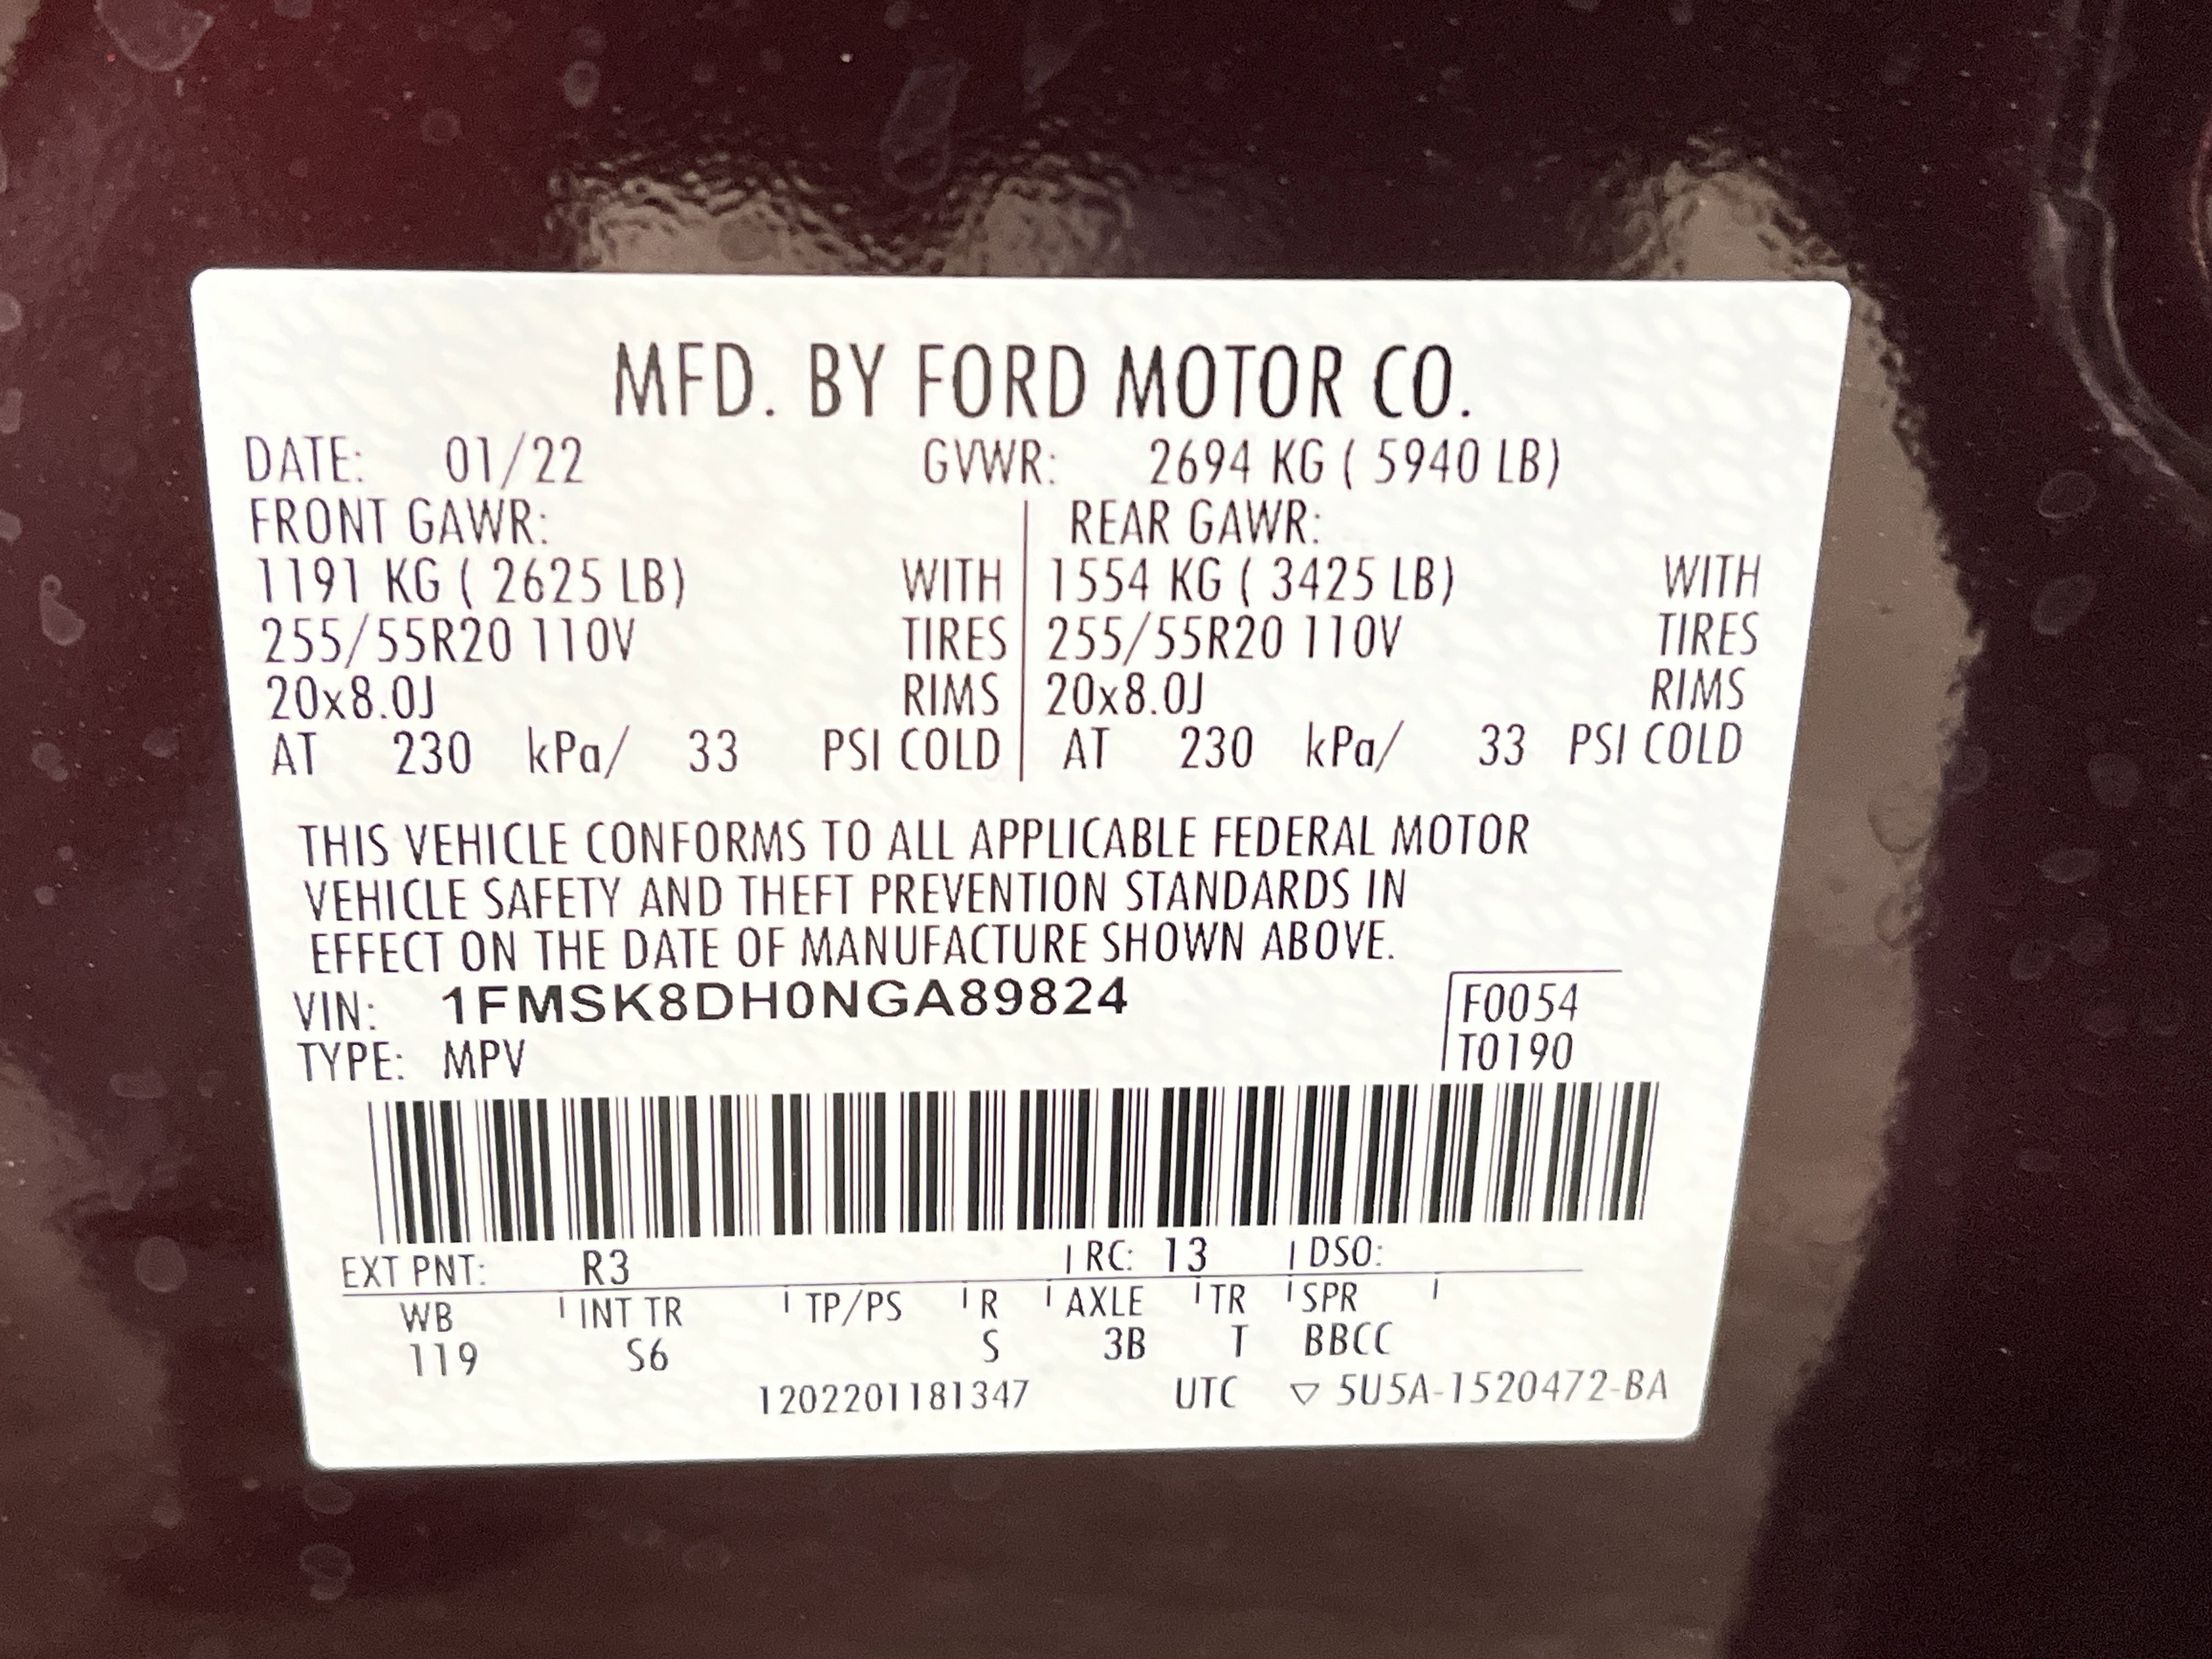 MFD. BY FORD MOTOR CO.
DATE: 01/22 GVWR: 2694 KG ( 5940 LB)
FRONT GAWR: REAR GAWR:
1191 KG ( 2625 LB) WITH 1554 KG ( 3425 LB) WITH
255/55R20 110V TIRES 255/55R20 110V TIRES
20x8.0J RIMS 20x8.0J RIMS
AT 230 kPa/ 33 PSI COLD AT 230 kPa/ 33 PSI COLD
THIS VEHICLE CONFORMS TO ALL APPLICABLE FEDERAL MOTOR
VEHICLE SAFETY AND THEFT PREVENTION STANDARDS IN
EFFECT ON THE DATE OF MANUFACTURE SHOWN ABOVE.
VIN: 1FMSK8DH0NGA89824 F0054
TYPE: MPV T0190
EXT PNT: R3 RC: 13 DSO:
WB INT TR TP/PS R AXLE TR SPR
119 S6 S 3B T BBCC
1202201181347 UTC ▽ 5U5A-1520472-BA